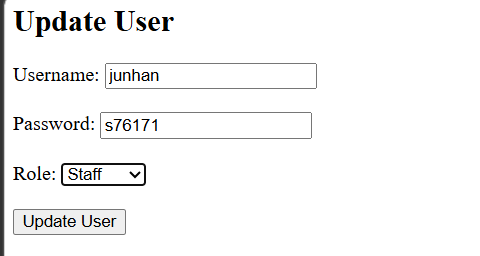 Update User
Username: junhan
Password: s76171
Role: Staff
Update User